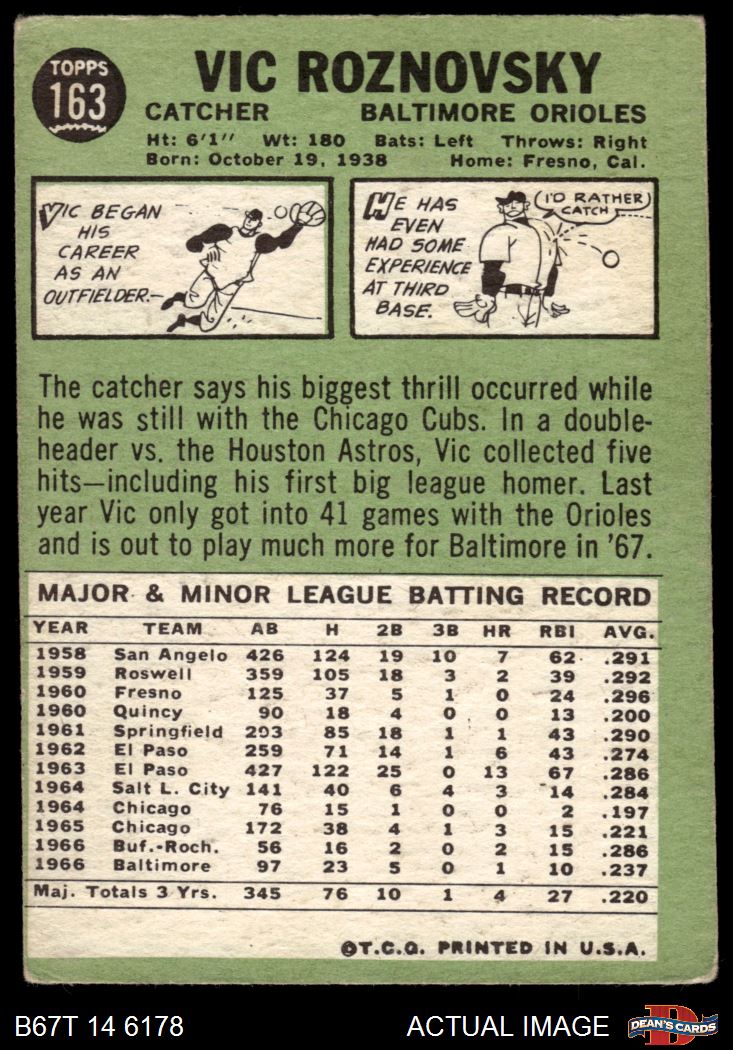 TOPPS
163
VIC ROZNOVSKY
CATCHER BALTIMORE ORIOLES
Ht: 6'1" Wt: 180 Bats: Left Throws: Right
Born: October 19, 1938 Home: Fresno, Cal.
VIC BEGAN
HIS
CAREER
AS AN
OUTFIELDER.—
HE HAS
EVEN
HAD SOME
EXPERIENCE
AT THIRD
BASE.
I'D RATHER
CATCH
The catcher says his biggest thrill occurred while
he was still with the Chicago Cubs. In a double-
header vs. the Houston Astros, Vic collected five
hits—including his first big league homer. Last
year Vic only got into 41 games with the Orioles
and is out to play much more for Baltimore in '67.
MAJOR & MINOR LEAGUE BATTING RECORD
YEAR TEAM AB H 2B 3B HR RBI AVG.
1958 San Angelo 426 124 19 10 7 62 .291
1959 Roswell 359 105 18 3 2 39 .292
1960 Fresno 125 37 5 1 0 24 .296
1960 Quincy 90 18 4 0 0 13 .200
1961 Springfield 293 85 18 1 1 43 .290
1962 El Paso 259 71 14 1 6 43 .274
1963 El Paso 427 122 25 0 13 67 .286
1964 Salt L. City 141 40 6 4 3 14 .284
1964 Chicago 76 15 1 0 0 2 .197
1965 Chicago 172 38 4 1 3 15 .221
1966 Buf.-Roch. 56 16 2 0 2 15 .286
1966 Baltimore 97 23 5 0 1 10 .237
Maj. Totals 3 Yrs. 345 76 10 1 4 27 .220
©T.C.G. PRINTED IN U.S.A.
B67T 14 6178 ACTUAL IMAGE
D
DEAN'S CARDS